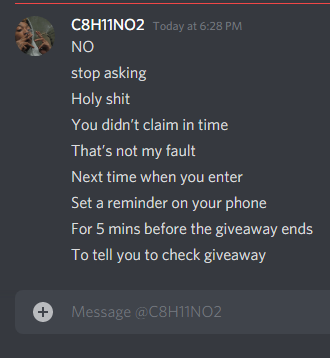 C8H11NO2 Today at 6:28 PM
NO
stop asking
Holy shit
You didn't claim in time
That's not my fault
Next time when you enter
Set a reminder on your phone
For 5 mins before the giveaway ends
To tell you to check giveaway
Message @C8H11NO2